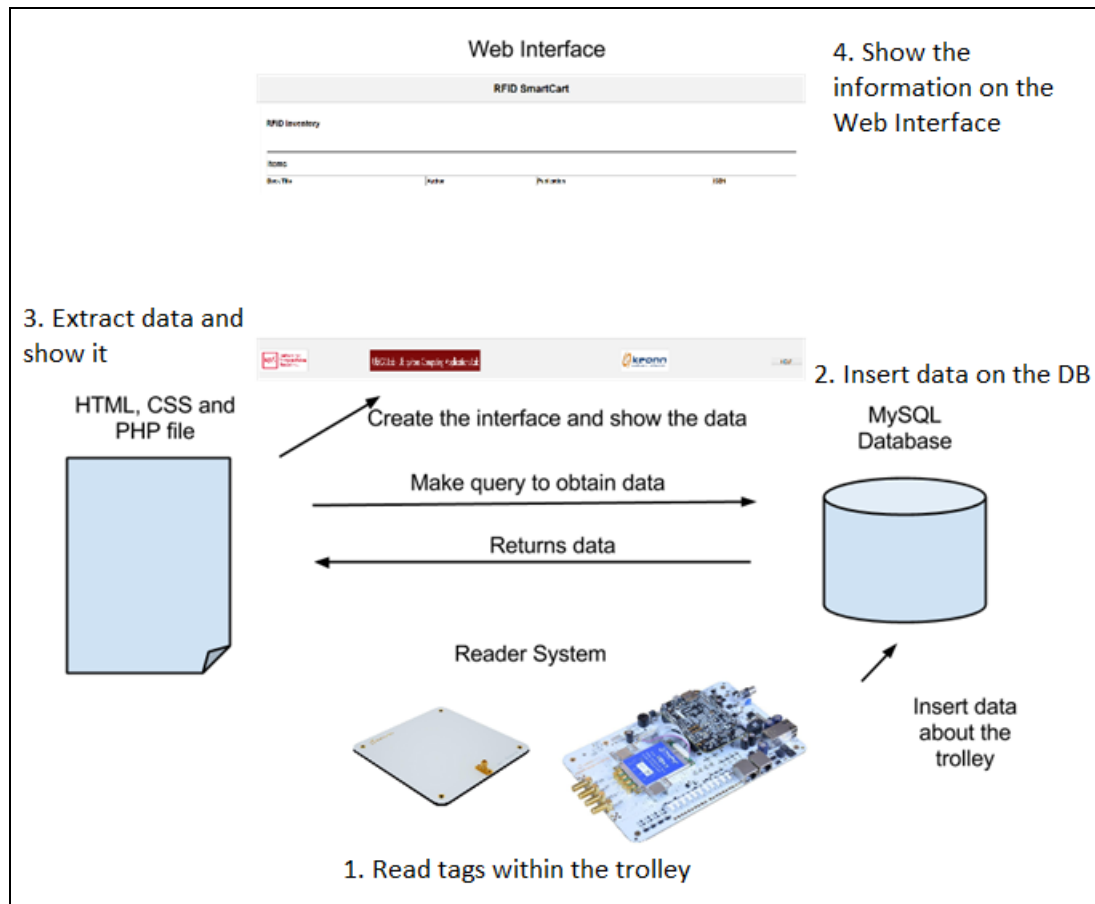 Web Interface
4. Show the
information on the
Web Interface
RFID SmartCart
RFID Inventory
Items
Book Title Author Publication ISBN
3. Extract data and
show it
keonn
2. Insert data on the DB
HTML, CSS and
PHP file
Create the interface and show the data
MySQL
Database
Make query to obtain data
Returns data
Reader System
Insert data
about the
trolley
1. Read tags within the trolley